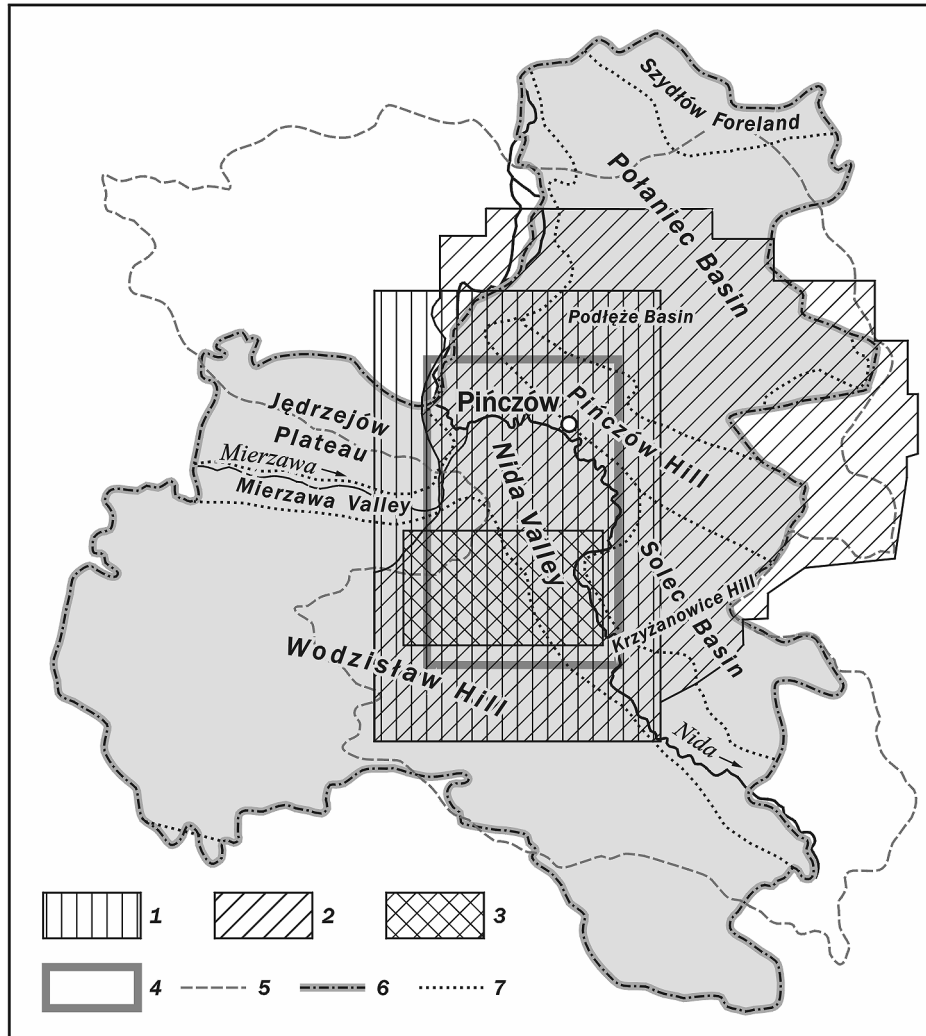 Szydłów Foreland
Połaniec Basin
Podłęże Basin
Pińczów
Pińczów Hill
Jędrzejów
Plateau
Mierzawa
Mierzawa Valley
Nida Valley
Solec Basin
Krzyżanowice Hill
Wodzisław Hill
Nida
1
2
3
4
5
6
7